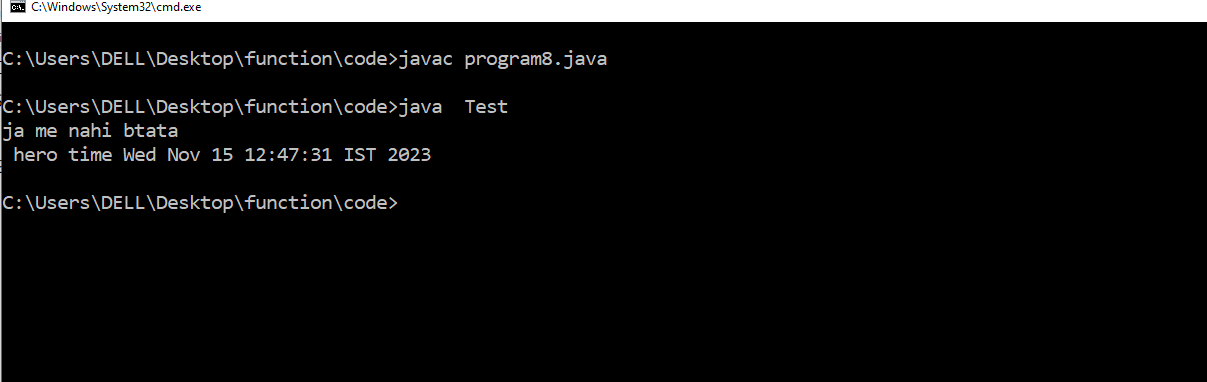 C:\Windows\System32\cmd.exe
C:\Users\DELL\Desktop\function\code>javac program8.java
C:\Users\DELL\Desktop\function\code>java  Test
ja me nahi btata
 hero time Wed Nov 15 12:47:31 IST 2023
C:\Users\DELL\Desktop\function\code>